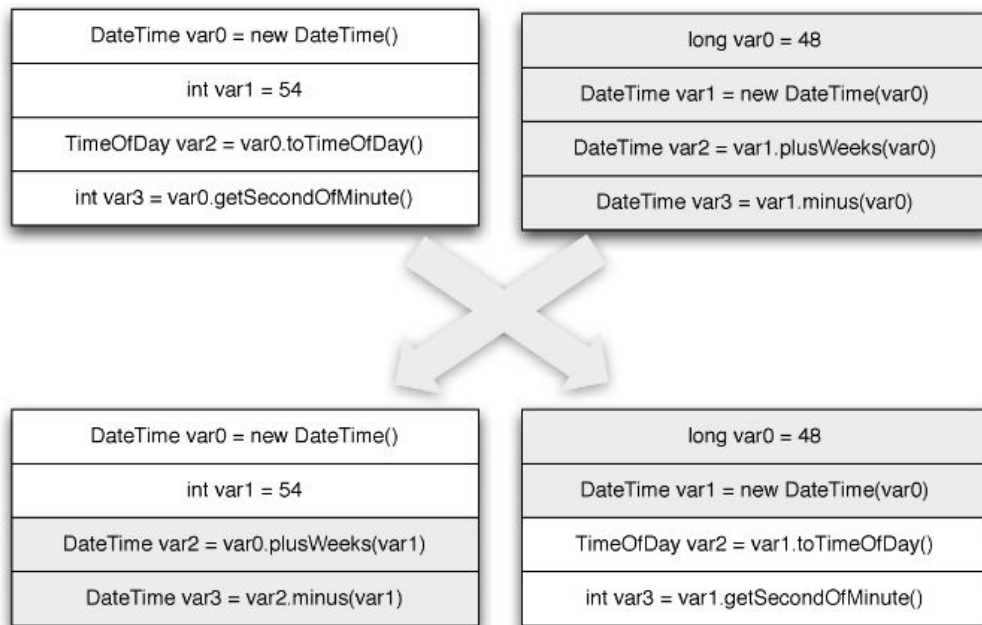 DateTime var0 = new DateTime()
int var1 = 54
TimeOfDay var2 = var0.toTimeOfDay()
int var3 = var0.getSecondOfMinute()
long var0 = 48
DateTime var1 = new DateTime(var0)
DateTime var2 = var1.plusWeeks(var0)
DateTime var3 = var1.minus(var0)
DateTime var0 = new DateTime()
int var1 = 54
DateTime var2 = var0.plusWeeks(var1)
DateTime var3 = var2.minus(var1)
long var0 = 48
DateTime var1 = new DateTime(var0)
TimeOfDay var2 = var1.toTimeOfDay()
int var3 = var1.getSecondOfMinute()